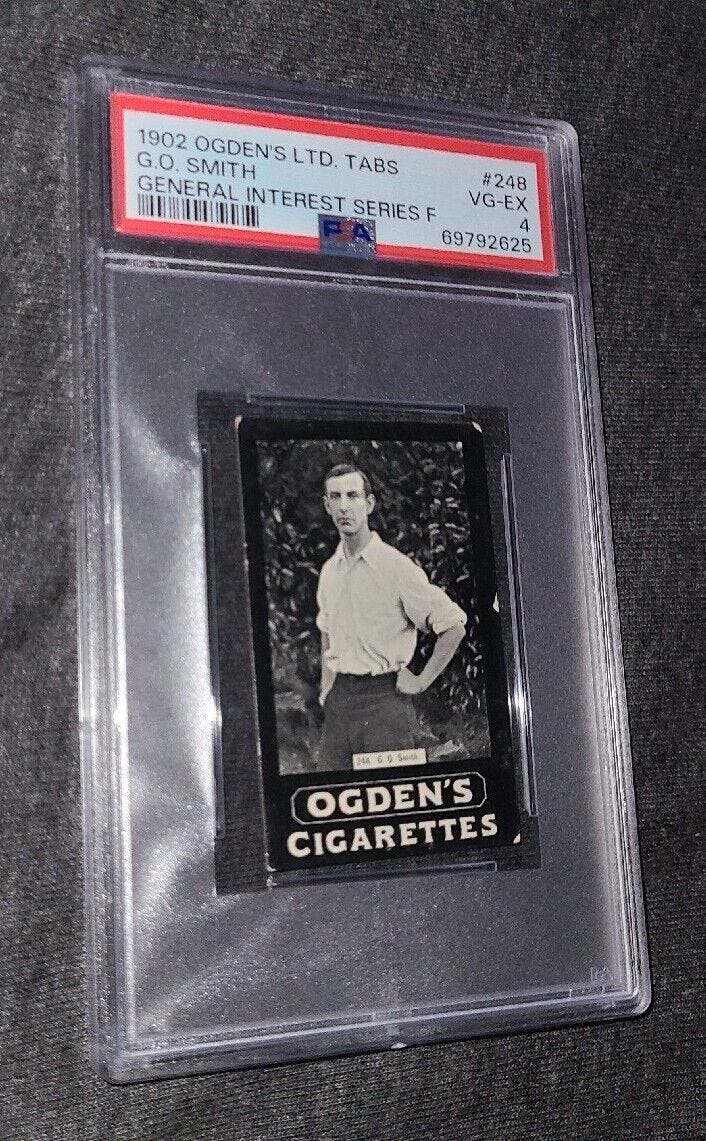 1902 OGDEN'S LTD. TABS #248
G.O. SMITH VG-EX
GENERAL INTEREST SERIES F 4
PSA 69792625
248 G. O. Smith
OGDEN'S
CIGARETTES